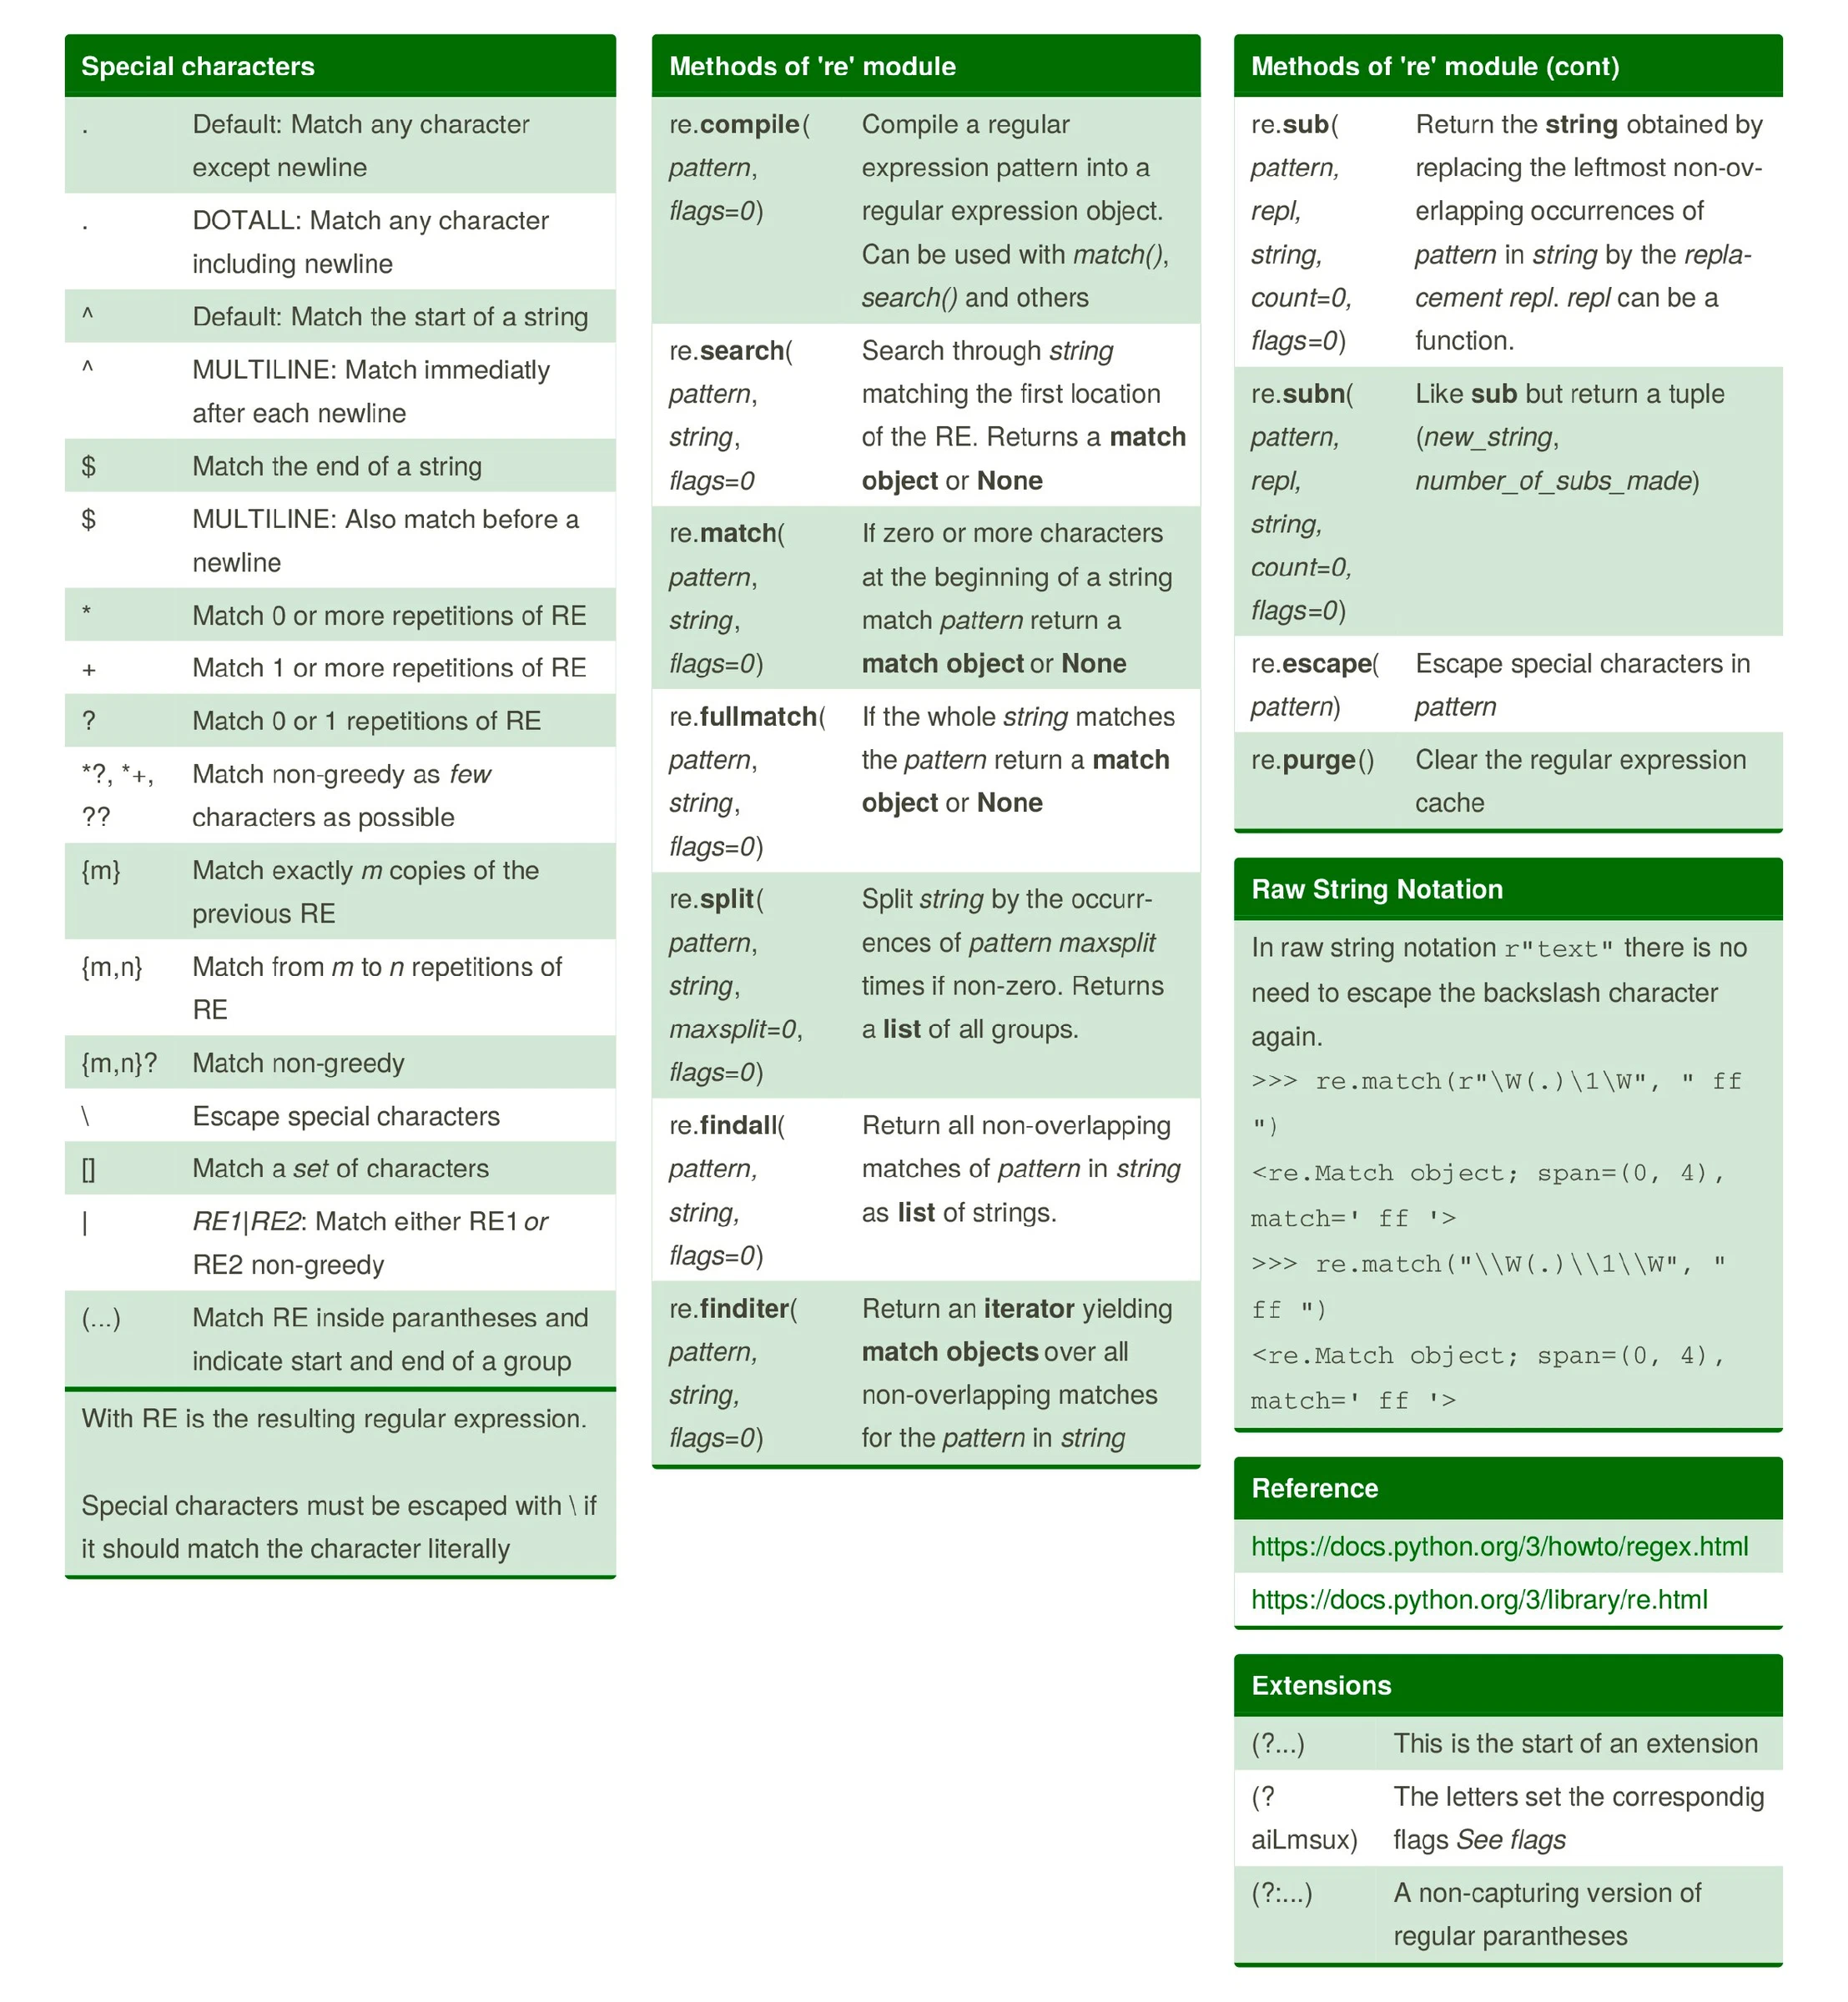 Special characters
. Default: Match any character
except newline
. DOTALL: Match any character
including newline
^ Default: Match the start of a string
^ MULTILINE: Match immediatly
after each newline
$ Match the end of a string
$ MULTILINE: Also match before a
newline
* Match 0 or more repetitions of RE
+ Match 1 or more repetitions of RE
? Match 0 or 1 repetitions of RE
*?, *+, Match non-greedy as few
?? characters as possible
{m} Match exactly m copies of the
previous RE
{m,n} Match from m to n repetitions of
RE
{m,n}? Match non-greedy
\ Escape special characters
[] Match a set of characters
| RE1|RE2: Match either RE1 or
RE2 non-greedy
(...) Match RE inside parantheses and
indicate start and end of a group
With RE is the resulting regular expression.
Special characters must be escaped with \ if
it should match the character literally
Methods of 're' module
re.compile( Compile a regular
pattern, expression pattern into a
flags=0) regular expression object.
Can be used with match(),
search() and others
re.search( Search through string
pattern, matching the first location
string, of the RE. Returns a match
flags=0 object or None
re.match( If zero or more characters
pattern, at the beginning of a string
string, match pattern return a
flags=0) match object or None
re.fullmatch( If the whole string matches
pattern, the pattern return a match
string, object or None
flags=0)
re.split( Split string by the occurr-
pattern, ences of pattern maxsplit
string, times if non-zero. Returns
maxsplit=0, a list of all groups.
flags=0)
re.findall( Return all non-overlapping
pattern, matches of pattern in string
string, as list of strings.
flags=0)
re.finditer( Return an iterator yielding
pattern, match objects over all
string, non-overlapping matches
flags=0) for the pattern in string
Methods of 're' module (cont)
re.sub( Return the string obtained by
pattern, replacing the leftmost non-ov-
repl, erlapping occurrences of
string, pattern in string by the repla-
count=0, cement repl. repl can be a
flags=0) function.
re.subn( Like sub but return a tuple
pattern, (new_string,
repl, number_of_subs_made)
string,
count=0,
flags=0)
re.escape( Escape special characters in
pattern) pattern
re.purge() Clear the regular expression
cache
Raw String Notation
In raw string notation r"text" there is no
need to escape the backslash character
again.
>>> re.match(r"\W(.)\1\W", " ff
")
<re.Match object; span=(0, 4),
match=' ff '>
>>> re.match("\\W(.)\\1\\W", "
ff ")
<re.Match object; span=(0, 4),
match=' ff '>
Reference
https://docs.python.org/3/howto/regex.html
https://docs.python.org/3/library/re.html
Extensions
(?...) This is the start of an extension
(? The letters set the correspondig
aiLmsux) flags See flags
(?:...) A non-capturing version of
regular parantheses